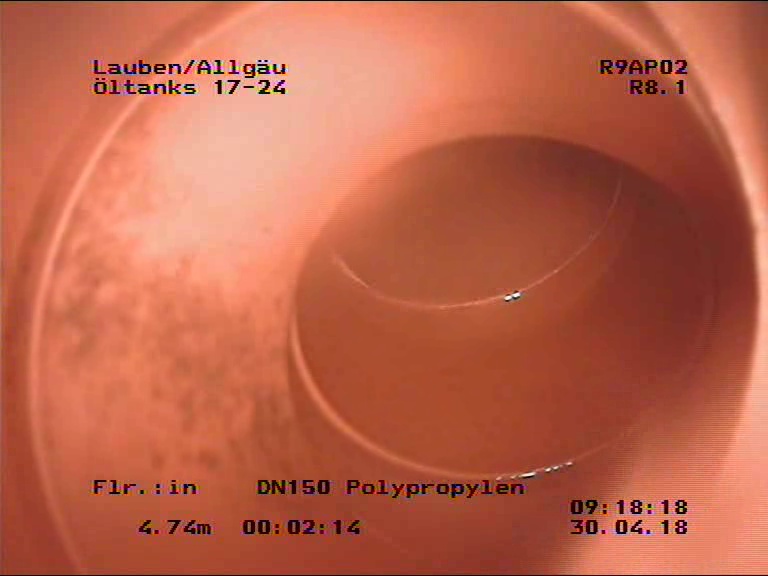 Lauben/Allgäu R9AP02
Öltanks 17-24 R8.1
Flr.:in DN150 Polypropylen
09:18:18
4.74m 00:02:14 30.04.18